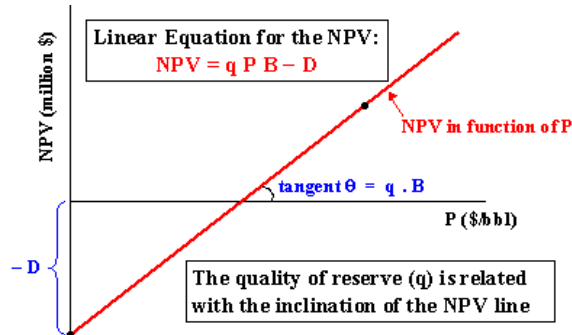 Linear Equation for the NPV:
NPV = q P B – D
NPV (million $)
NPV in function of P
tangent θ = q . B
P ($/bbl)
– D
The quality of reserve (q) is related
with the inclination of the NPV line